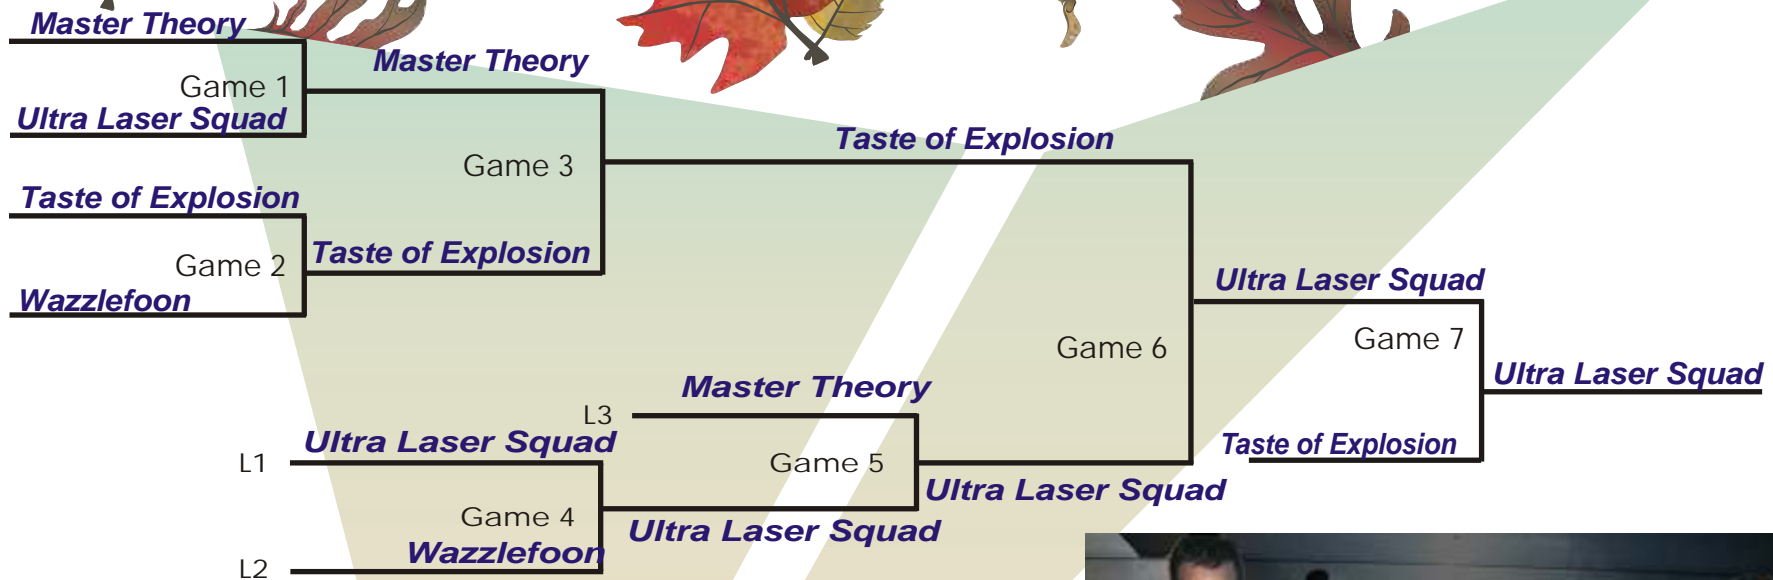 Master Theory
Master Theory
Game 1
Ultra Laser Squad
Taste of Explosion
Game 3
Taste of Explosion
Taste of Explosion
Game 2
Wazzlefoon
Ultra Laser Squad
Game 7
Game 6
Ultra Laser Squad
Master Theory
L3
Ultra Laser Squad
Taste of Explosion
L1
Game 5
Ultra Laser Squad
Game 4
Ultra Laser Squad
Wazzlefoon
L2